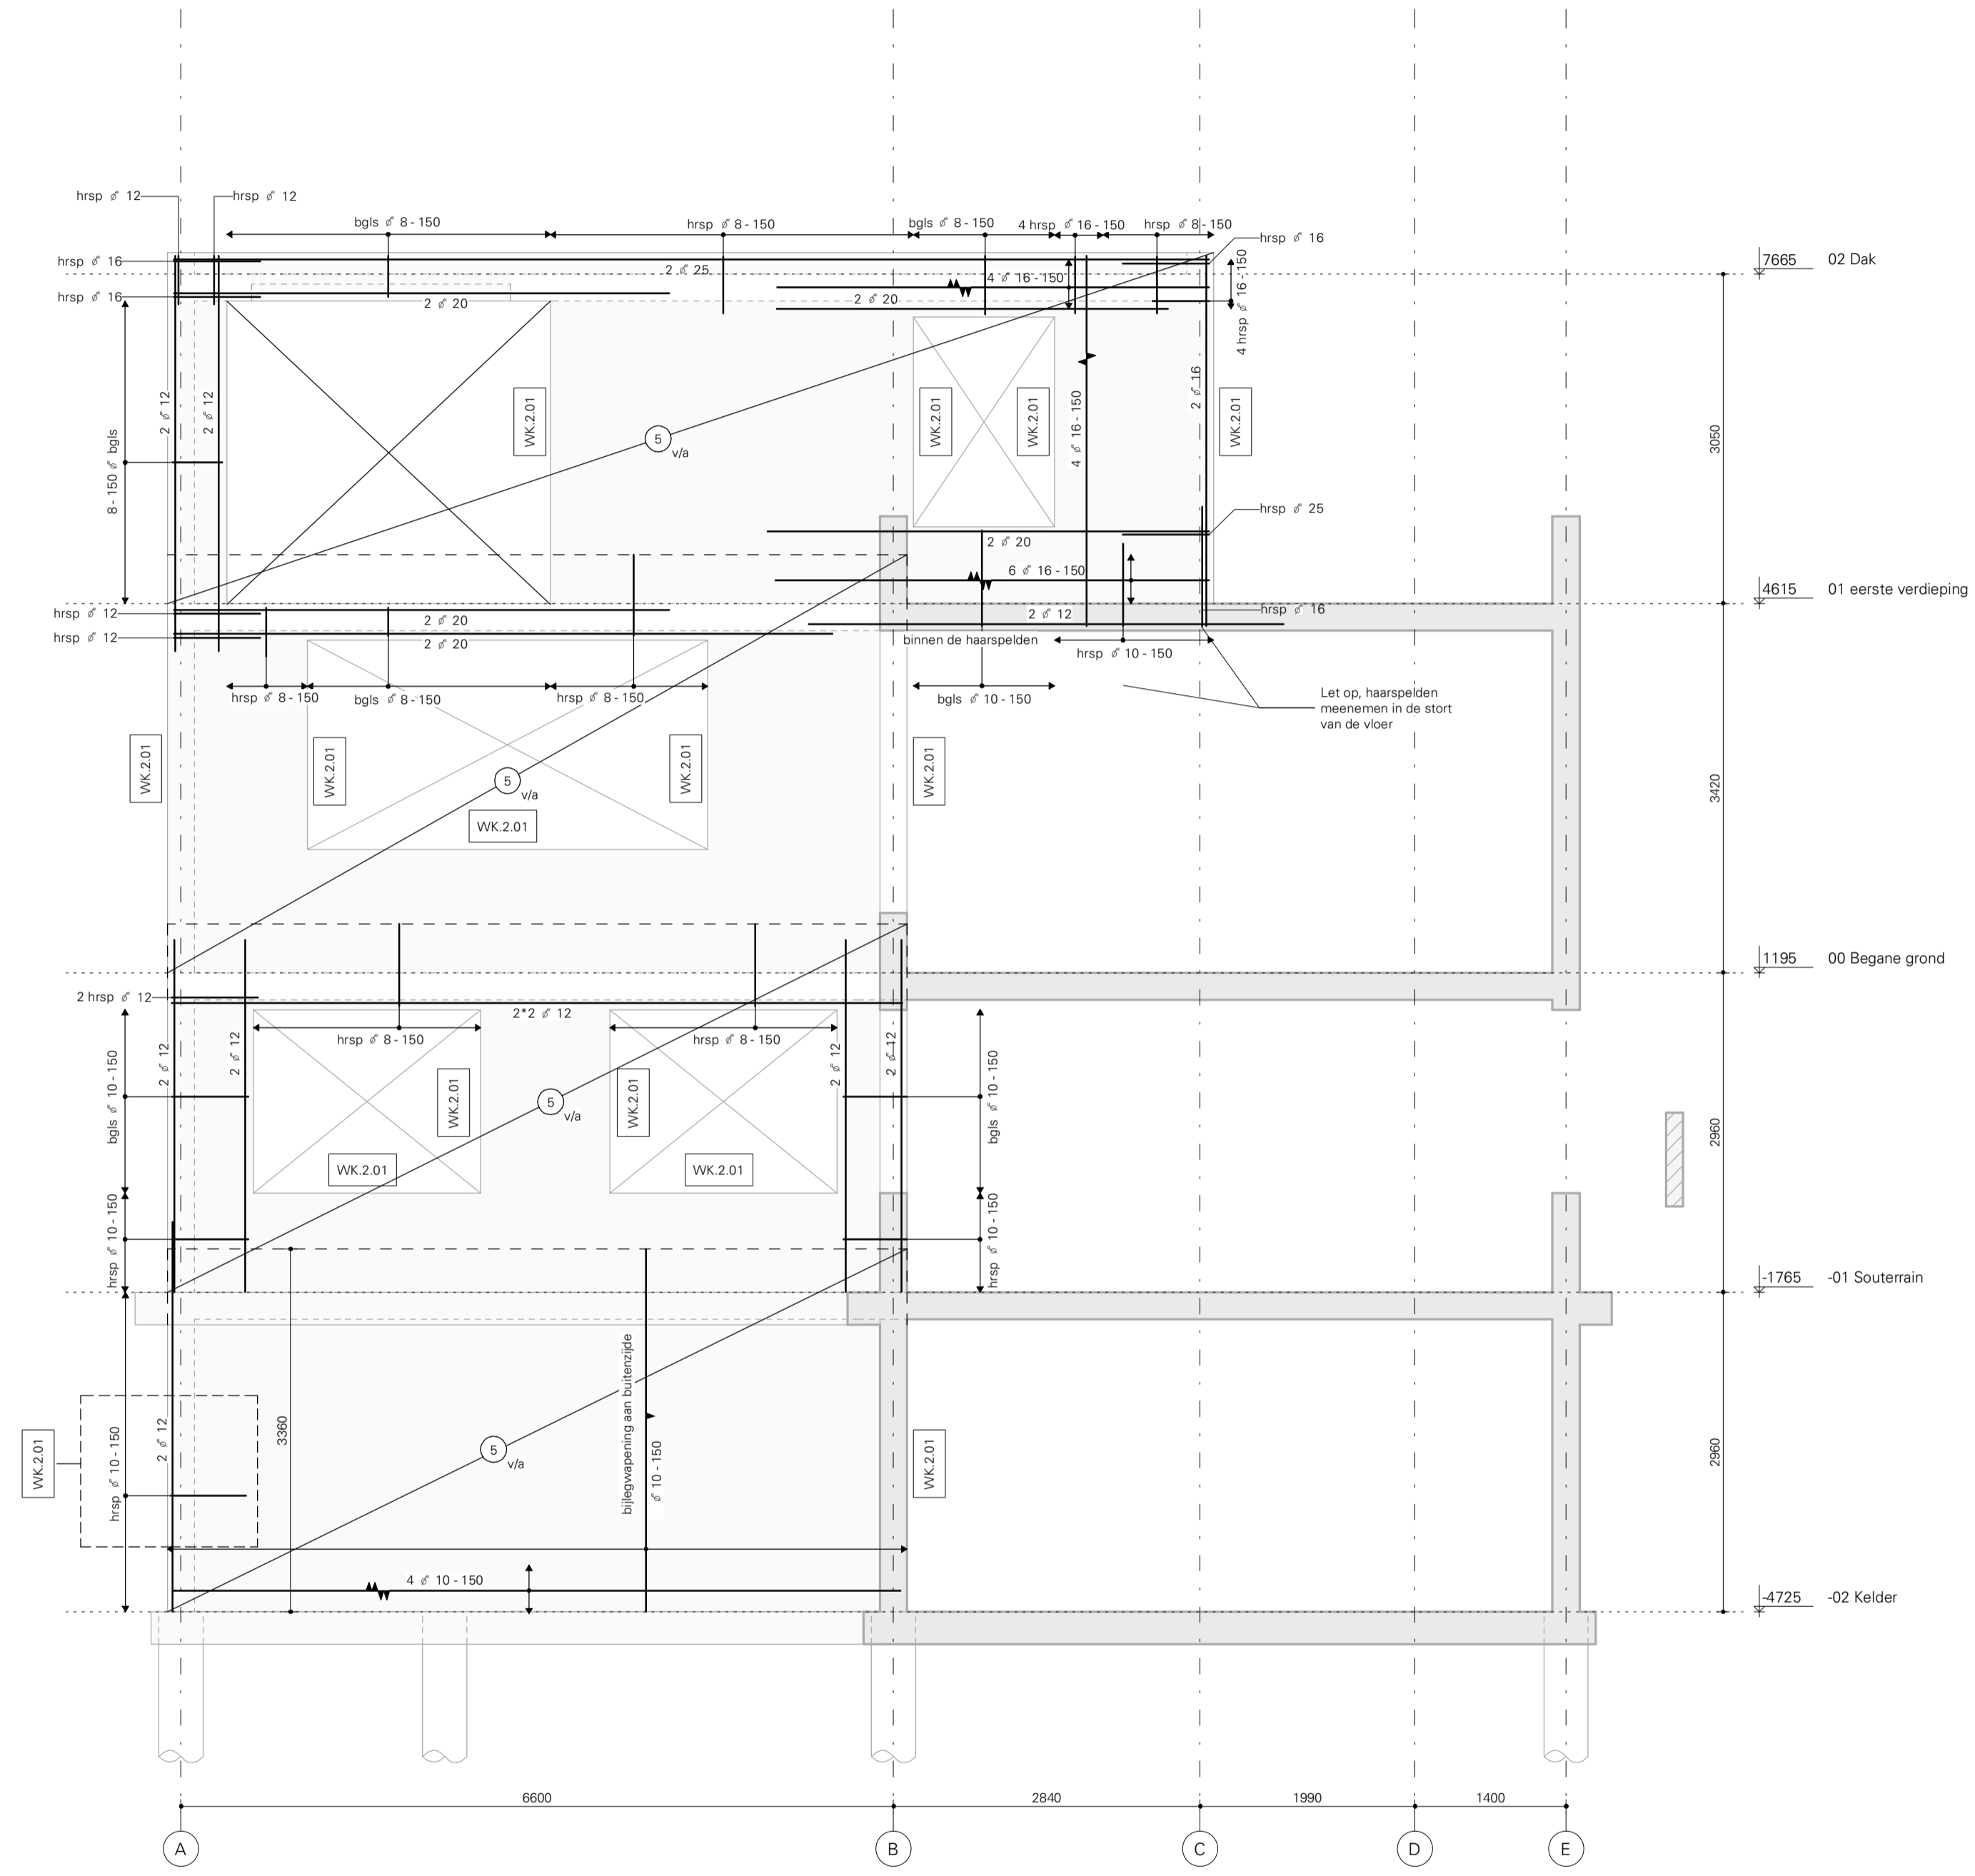 hrsp ⌀ 12
hrsp ⌀ 12
bgls ⌀ 8 - 150
hrsp ⌀ 8 - 150
bgls ⌀ 8 - 150
4 hrsp ⌀ 16 - 150
hrsp ⌀ 8 - 150
hrsp ⌀ 16
hrsp ⌀ 16
2 ⌀ 25
4 ⌀ 16 - 150
4 hrsp ⌀ 16 - 150
7665
02 Dak
hrsp ⌀ 16
2 ⌀ 20
2 ⌀ 20
2 ⌀ 12
2 ⌀ 12
8 - 150 ⌀ bgls
WK.2.01
5
v/a
WK.2.01
WK.2.01
4 ⌀ 16 - 150
2 ⌀ 16
WK.2.01
3050
hrsp ⌀ 25
2 ⌀ 20
6 ⌀ 16 - 150
4615
01 eerste verdieping
hrsp ⌀ 12
2 ⌀ 20
2 ⌀ 12
hrsp ⌀ 16
hrsp ⌀ 12
2 ⌀ 20
binnen de haarspelden
hrsp ⌀ 10 - 150
hrsp ⌀ 8 - 150
bgls ⌀ 8 - 150
hrsp ⌀ 8 - 150
bgls ⌀ 10 - 150
Let op, haarspelden
meenemen in de stort
van de vloer
WK.2.01
WK.2.01
5
v/a
WK.2.01
WK.2.01
WK.2.01
3420
1195
00 Begane grond
2 hrsp ⌀ 12
2*2 ⌀ 12
hrsp ⌀ 8 - 150
hrsp ⌀ 8 - 150
bgls ⌀ 10 - 150
2 ⌀ 12
2 ⌀ 12
WK.2.01
5
v/a
WK.2.01
2 ⌀ 12
2 ⌀ 12
bgls ⌀ 10 - 150
2960
WK.2.01
WK.2.01
hrsp ⌀ 10 - 150
hrsp ⌀ 10 - 150
-1765
-01 Souterrain
WK.2.01
hrsp ⌀ 10 - 150
2 ⌀ 12
3360
5
v/a
bijlegwapening aan buitenzijde
⌀ 10 - 150
WK.2.01
2960
4 ⌀ 10 - 150
-4725
-02 Kelder
6600
2840
1990
1400
A
B
C
D
E